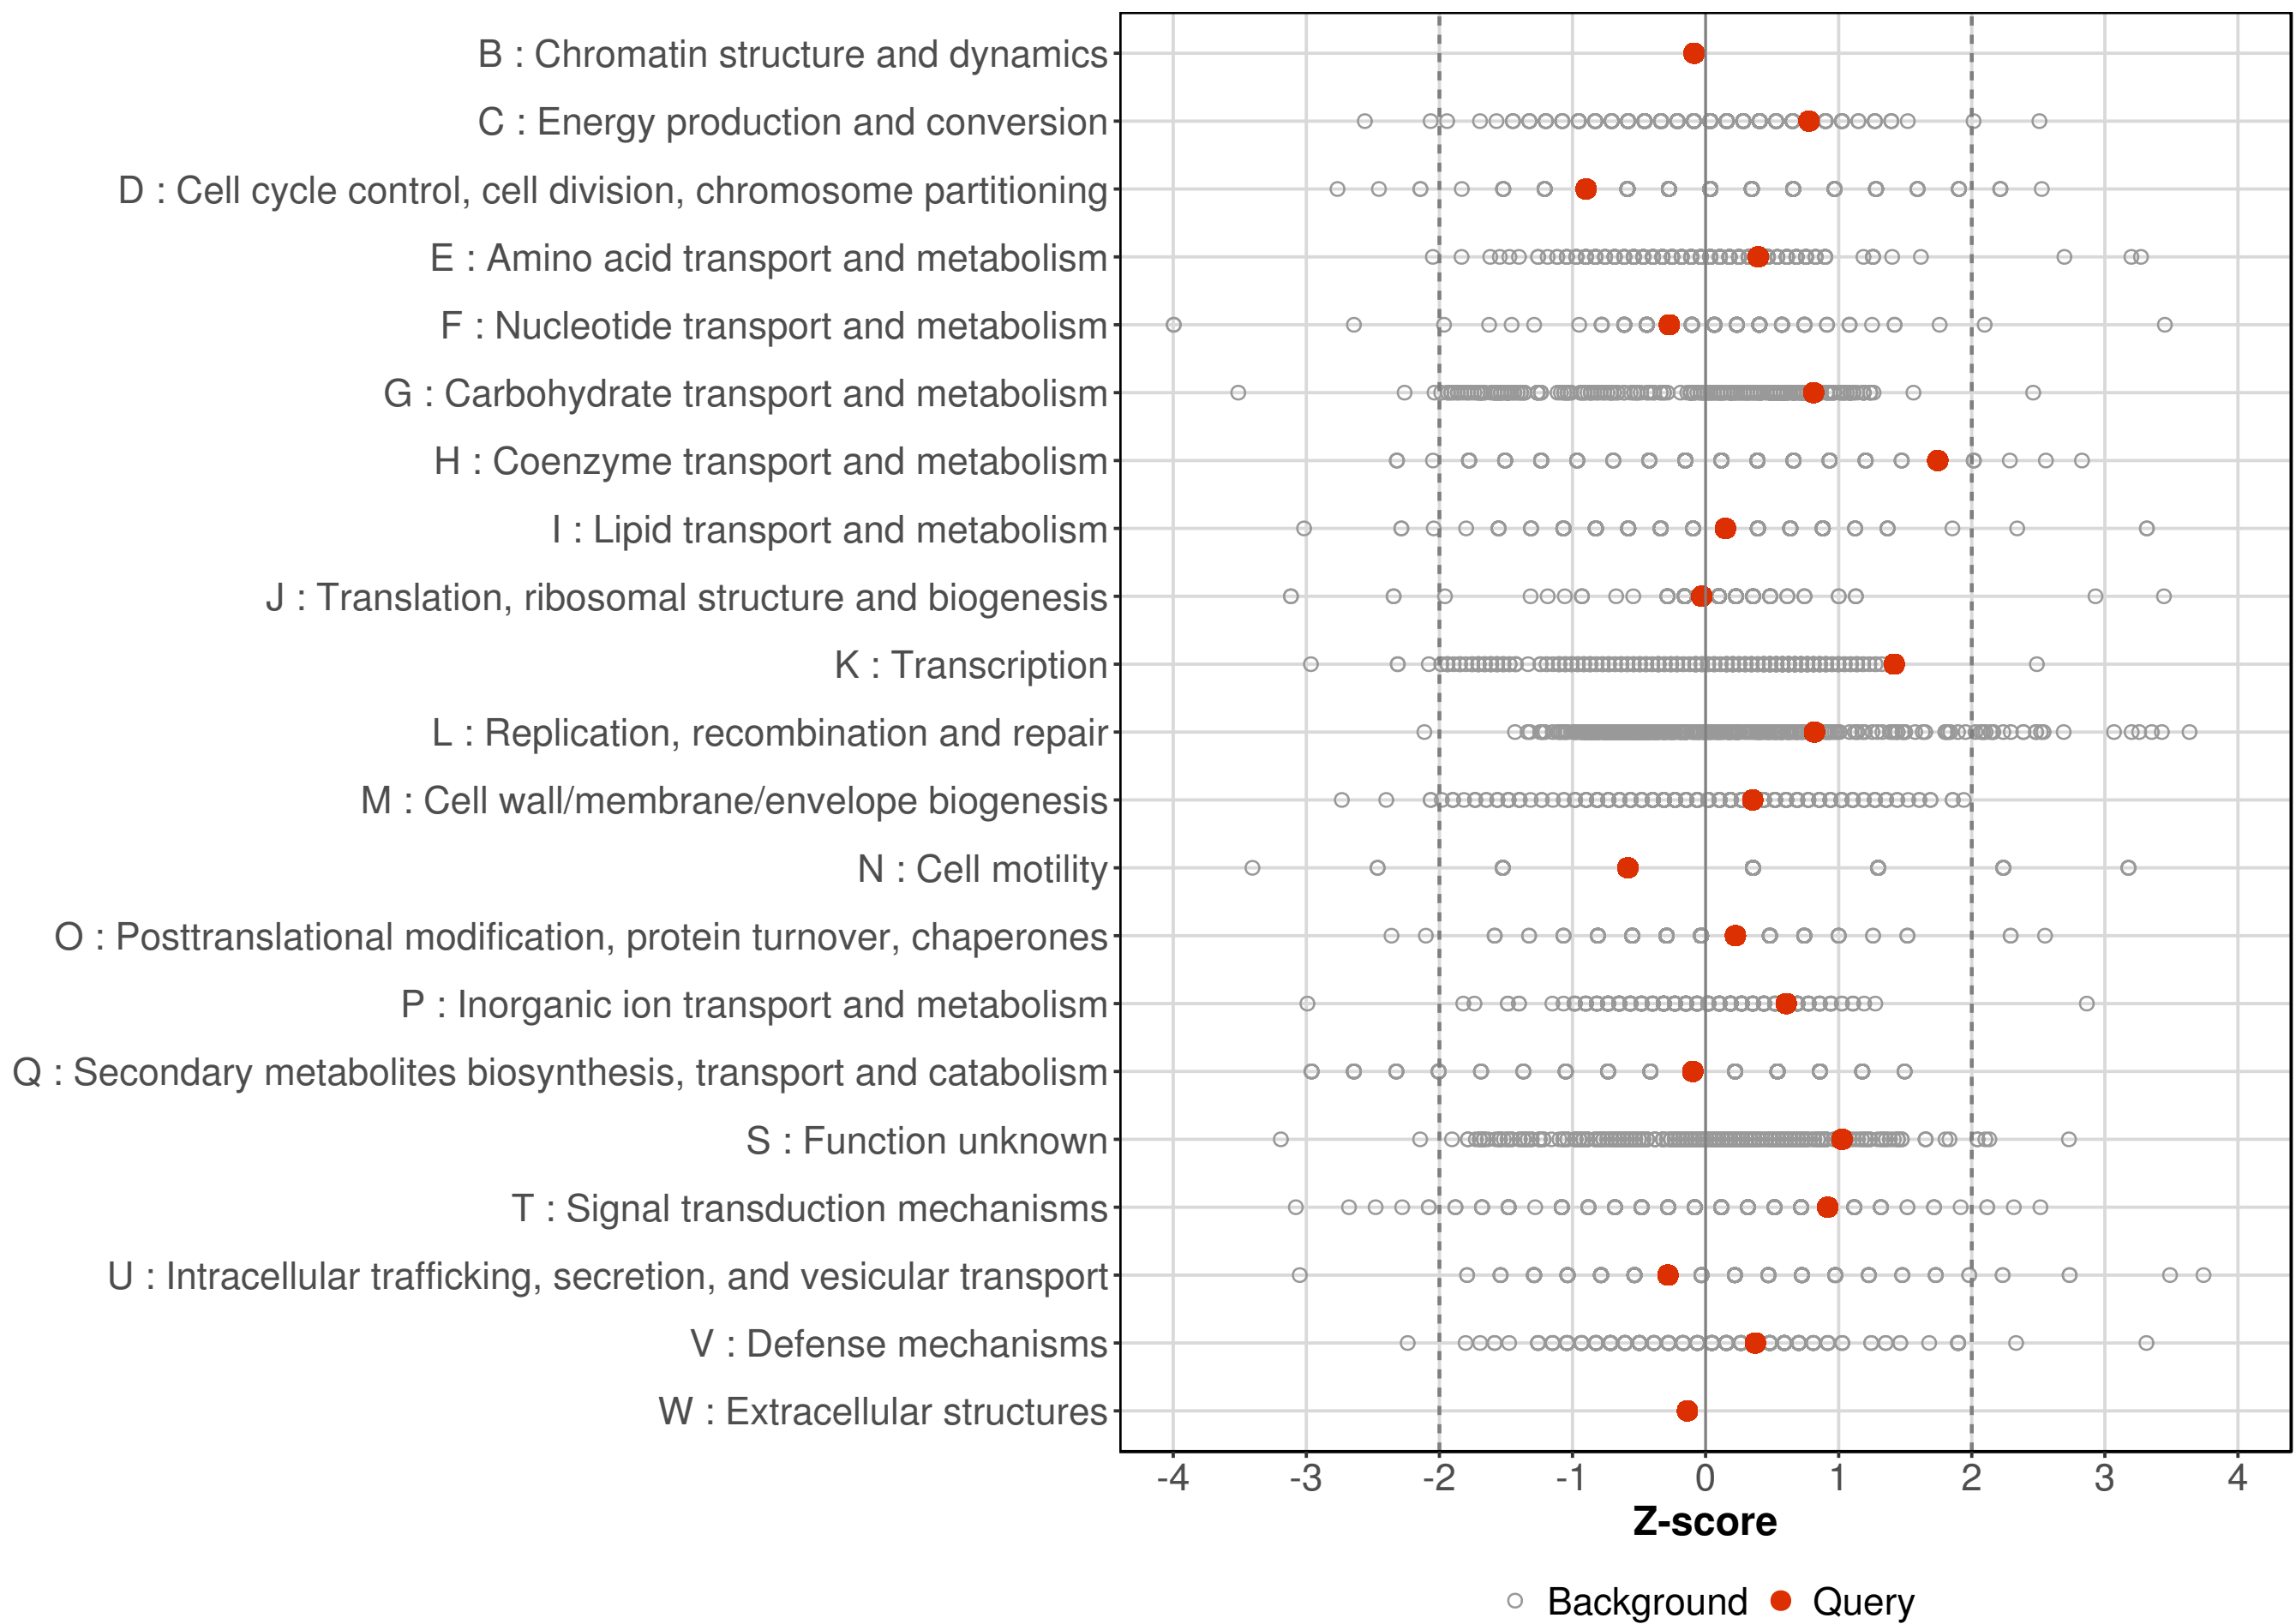 B : Chromatin structure and dynamics
C : Energy production and conversion
D : Cell cycle control, cell division, chromosome partitioning
E : Amino acid transport and metabolism
F : Nucleotide transport and metabolism
G : Carbohydrate transport and metabolism
H : Coenzyme transport and metabolism
I : Lipid transport and metabolism
J : Translation, ribosomal structure and biogenesis
K : Transcription
L : Replication, recombination and repair
M : Cell wall/membrane/envelope biogenesis
N : Cell motility
O : Posttranslational modification, protein turnover, chaperones
P : Inorganic ion transport and metabolism
Q : Secondary metabolites biosynthesis, transport and catabolism
S : Function unknown
T : Signal transduction mechanisms
U : Intracellular trafficking, secretion, and vesicular transport
V : Defense mechanisms
W : Extracellular structures
-4 -3 -2 -1 0 1 2 3 4
Z-score
Background Query